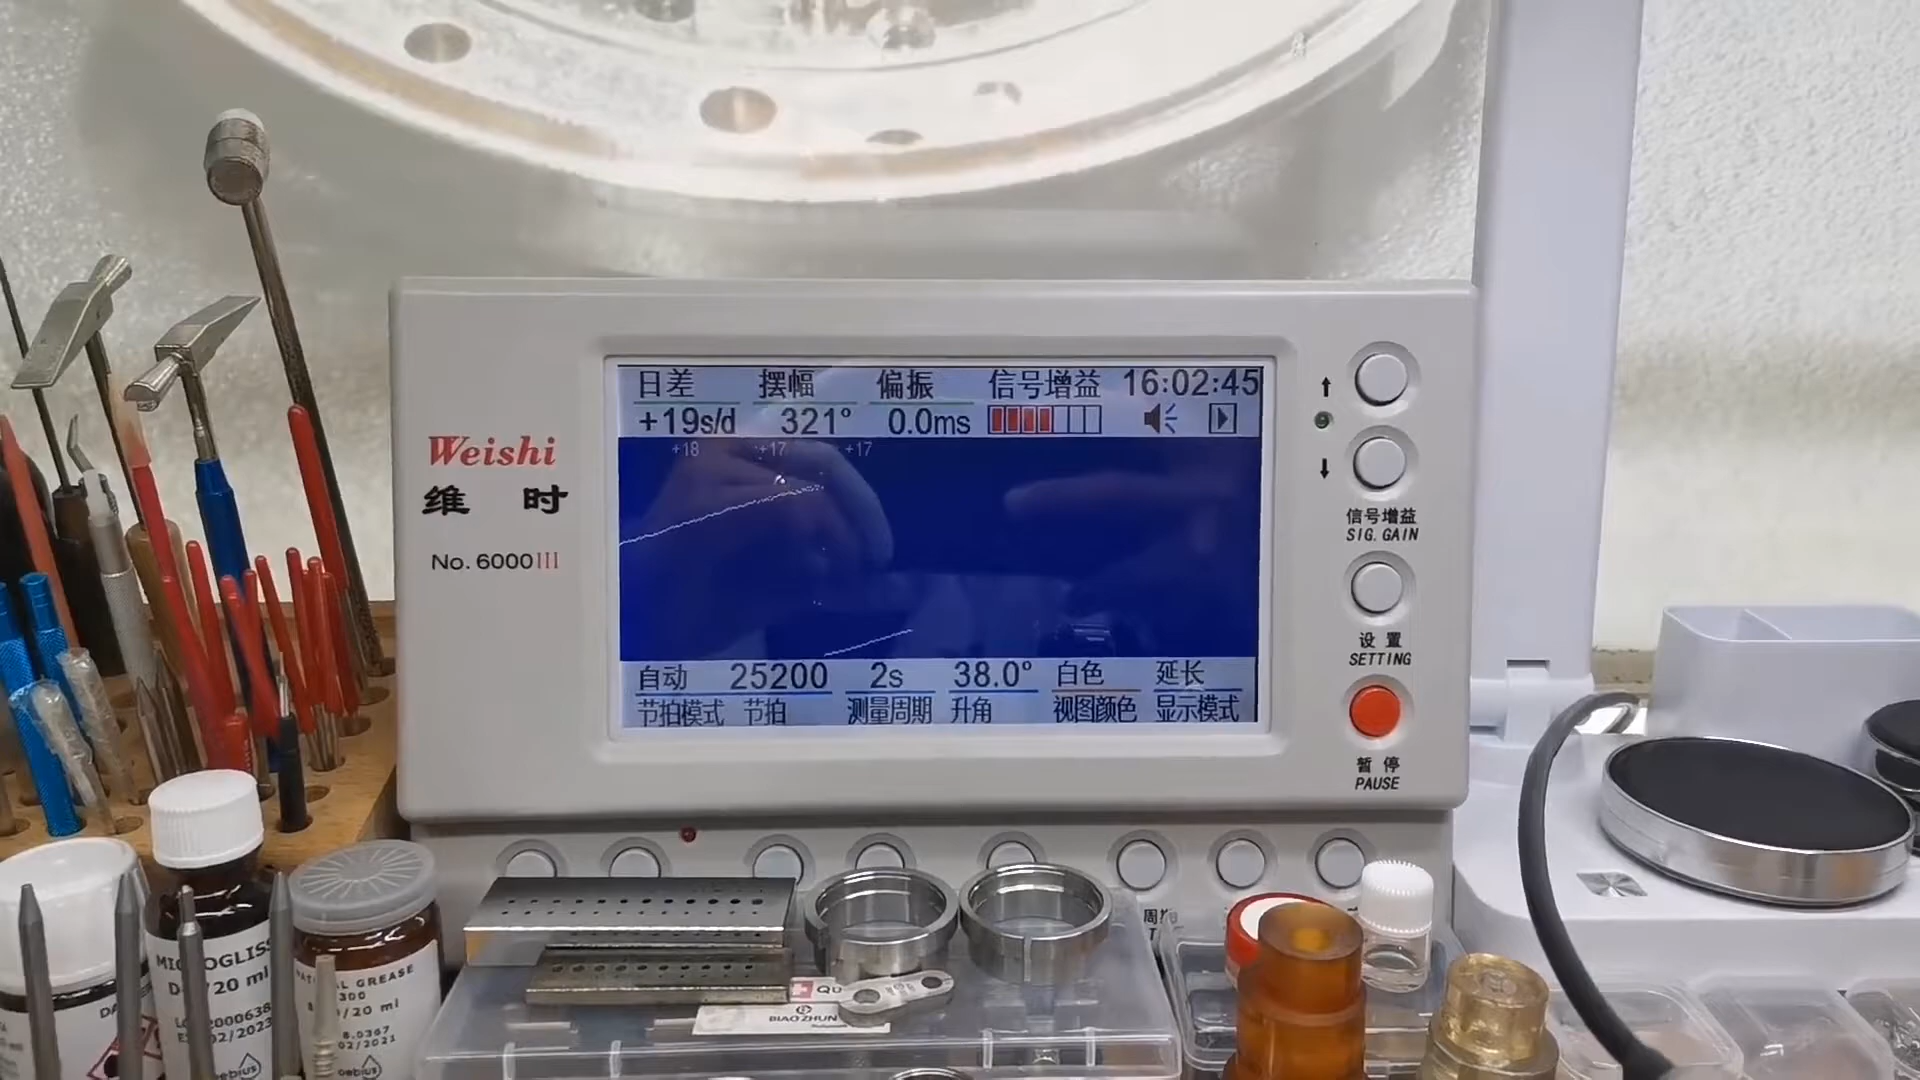 日差 摆幅 偏振 信号增益 16:02:45
+19s/d 321° 0.0ms
+18 +17 +17
Weishi
维 时
No. 6000III
自动 25200 2s 38.0° 白色 延长
节拍模式 节拍 测量周期 升角 视图颜色 显示模式
信号增益
SIG. GAIN
设 置
SETTING
暂 停
PAUSE
20 ml
GREASE
BIAOZHUN